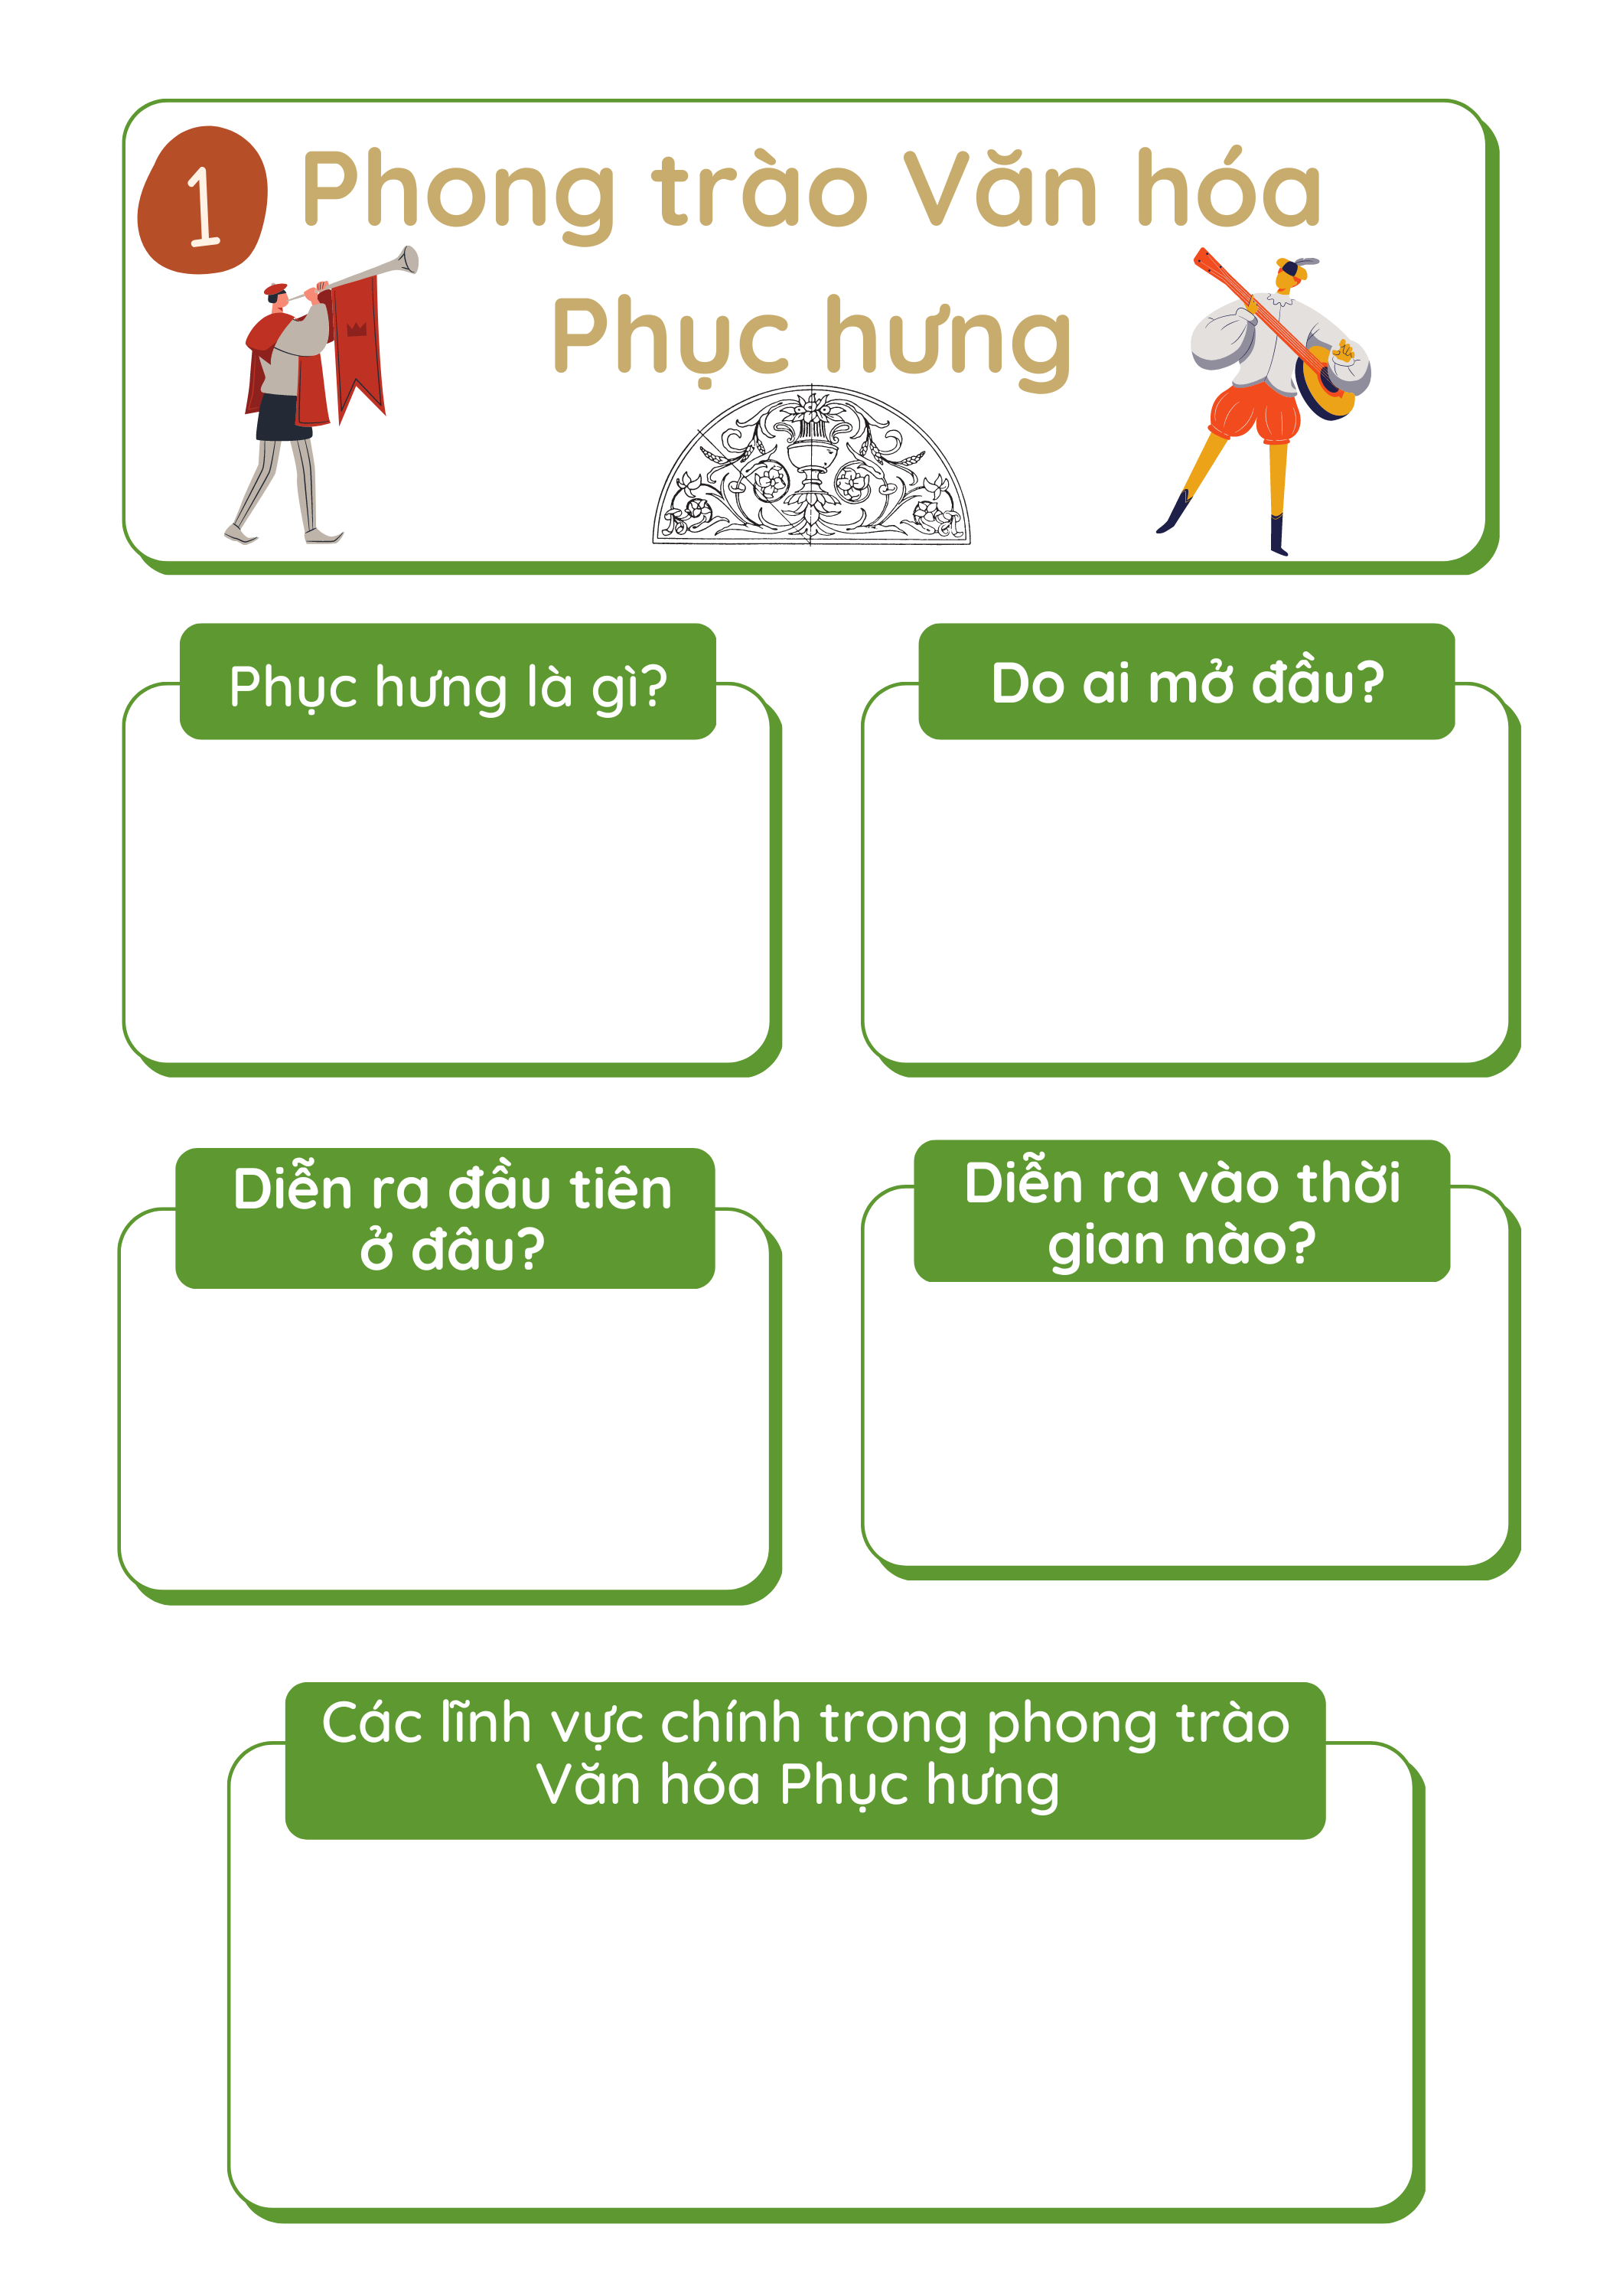 1
Phong trào Văn hóa
Phục hưng
Phục hưng là gì?
Do ai mở đầu?
Diễn ra đầu tiên
ở đâu?
Diễn ra vào thời
gian nào?
Các lĩnh vực chính trong phong trào
Văn hóa Phục hưng